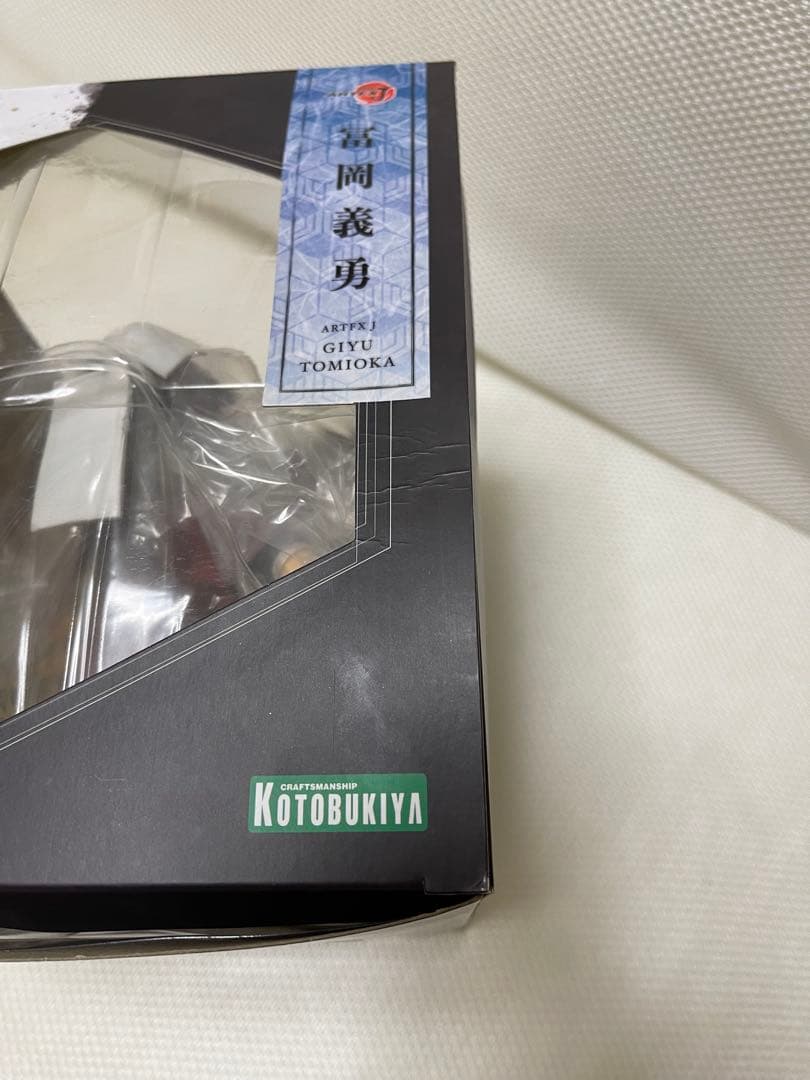 冨岡義勇
ARTFX J
GIYU
TOMIOKA
CRAFTSMANSHIP
KOTOBUKIYA